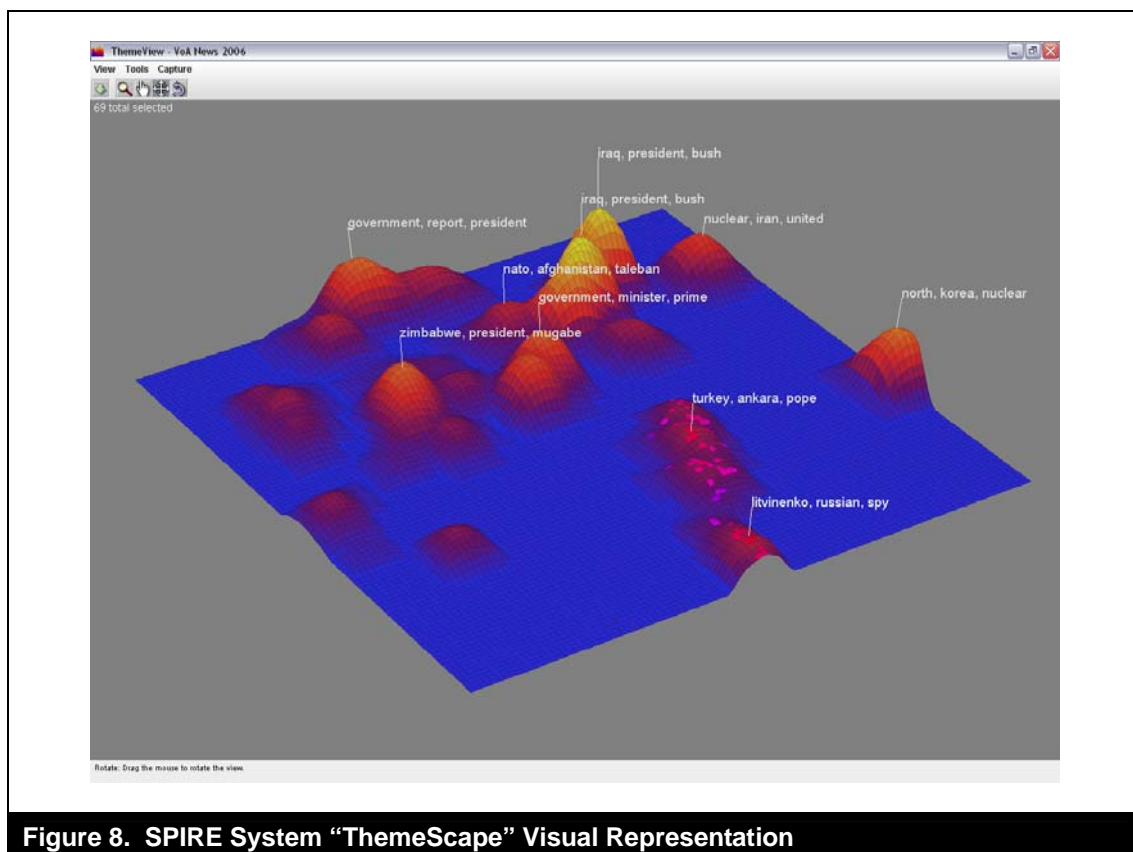 ThemeView - VoA News 2006
View Tools Capture
69 total selected
iraq, president, bush
iraq, president, bush
government, report, president
nuclear, iran, united
nato, afghanistan, taleban
government, minister, prime
north, korea, nuclear
zimbabwe, president, mugabe
turkey, ankara, pope
litvinenko, russian, spy
Rotate: Drag the mouse to rotate the view.
Figure 8. SPIRE System “ThemeScape” Visual Representation